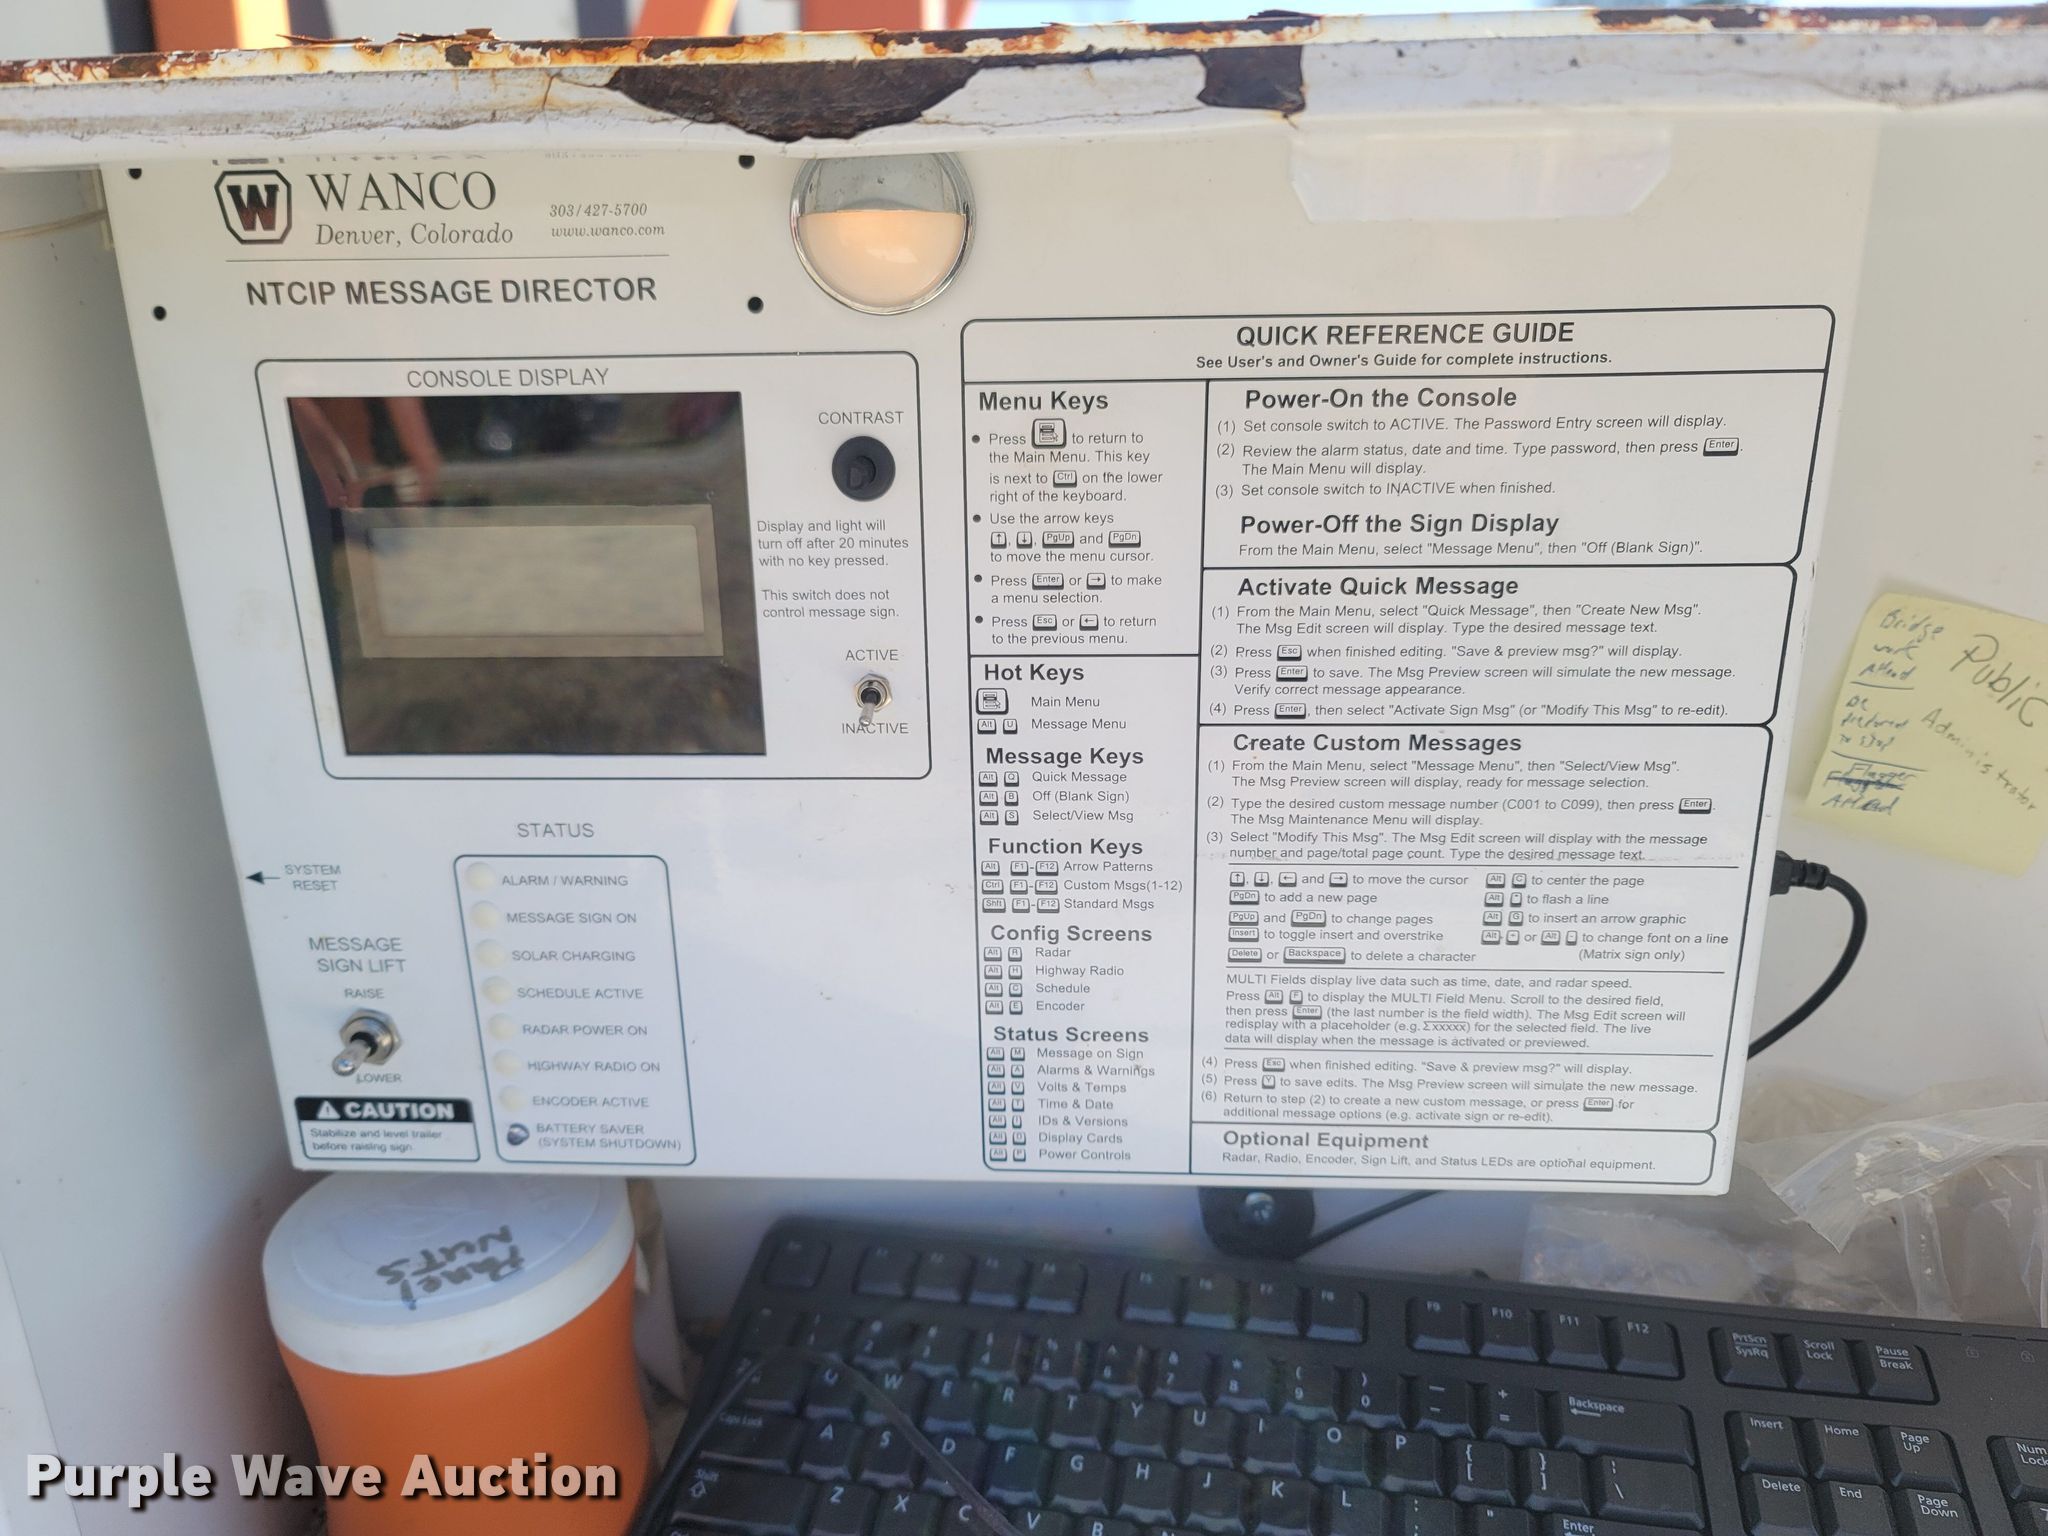 WANCO
Denver, Colorado
303/427-5700
www.wanco.com
NTCIP MESSAGE DIRECTOR
CONSOLE DISPLAY
CONTRAST
Display and light will
turn off after 20 minutes
with no key pressed.
This switch does not
control message sign.
ACTIVE
INACTIVE
STATUS
SYSTEM
RESET
ALARM / WARNING
MESSAGE SIGN ON
SOLAR CHARGING
SCHEDULE ACTIVE
RADAR POWER ON
HIGHWAY RADIO ON
ENCODER ACTIVE
BATTERY SAVER
(SYSTEM SHUTDOWN)
MESSAGE
SIGN LIFT
RAISE
LOWER
CAUTION
Stabilize and level trailer
before raising sign.
QUICK REFERENCE GUIDE
See User's and Owner's Guide for complete instructions.
Menu Keys
• Press to return to
the Main Menu. This key
is next to Ctrl on the lower
right of the keyboard.
• Use the arrow keys
↑, ↓, PgUp and PgDn
to move the menu cursor.
• Press Enter or → to make
a menu selection.
• Press Esc or ← to return
to the previous menu.
Hot Keys
Main Menu
Alt U Message Menu
Message Keys
Alt Q Quick Message
Alt B Off (Blank Sign)
Alt S Select/View Msg
Function Keys
Alt F1-F12 Arrow Patterns
Ctrl F1-F12 Custom Msgs(1-12)
Shift F1-F12 Standard Msgs
Config Screens
Alt R Radar
Alt H Highway Radio
Alt C Schedule
Alt E Encoder
Status Screens
Alt M Message on Sign
Alt A Alarms & Warnings
Alt V Volts & Temps
Alt T Time & Date
Alt I IDs & Versions
Alt D Display Cards
Alt P Power Controls
Power-On the Console
(1) Set console switch to ACTIVE. The Password Entry screen will display.
(2) Review the alarm status, date and time. Type password, then press Enter.
The Main Menu will display.
(3) Set console switch to INACTIVE when finished.
Power-Off the Sign Display
From the Main Menu, select "Message Menu", then "Off (Blank Sign)".
Activate Quick Message
(1) From the Main Menu, select "Quick Message", then "Create New Msg".
The Msg Edit screen will display. Type the desired message text.
(2) Press Esc when finished editing. "Save & preview msg?" will display.
(3) Press Enter to save. The Msg Preview screen will simulate the new message.
Verify correct message appearance.
(4) Press Enter, then select "Activate Sign Msg" (or "Modify This Msg" to re-edit).
Create Custom Messages
(1) From the Main Menu, select "Message Menu", then "Select/View Msg".
The Msg Preview screen will display, ready for message selection.
(2) Type the desired custom message number (C001 to C099), then press Enter.
The Msg Maintenance Menu will display.
(3) Select "Modify This Msg". The Msg Edit screen will display with the message
number and page/total page count. Type the desired message text.
↑, ↓, ← and → to move the cursor
PgDn to add a new page
PgUp and PgDn to change pages
Insert to toggle insert and overstrike
Delete or Backspace to delete a character
Alt C to center the page
Alt * to flash a line
Alt G to insert an arrow graphic
Alt + or Alt - to change font on a line
(Matrix sign only)
MULTI Fields display live data such as time, date, and radar speed.
Press Alt F to display the MULTI Field Menu. Scroll to the desired field,
then press Enter (the last number is the field width). The Msg Edit screen will
redisplay with a placeholder (e.g. Σxxxxx) for the selected field. The live
data will display when the message is activated or previewed.
(4) Press Esc when finished editing. "Save & preview msg?" will display.
(5) Press Y to save edits. The Msg Preview screen will simulate the new message.
(6) Return to step (2) to create a new custom message, or press Enter for
additional message options (e.g. activate sign or re-edit).
Optional Equipment
Radar, Radio, Encoder, Sign Lift, and Status LEDs are optional equipment.
Bridge
work
AHead
Be
to stop
Flagger
AHead
Public
Administrator
Panel
NUTS
F9 F10 F11 F12
PrtScn
SysRq
Scroll
Lock
Pause
Break
Q W E R T Y U I O P
A S D F G H J K L
Z X C V B
Backspace
Caps Lock
Shift
Enter
Insert Home Page
Up
Delete End Page
Down
Num
Lock
Purple Wave Auction